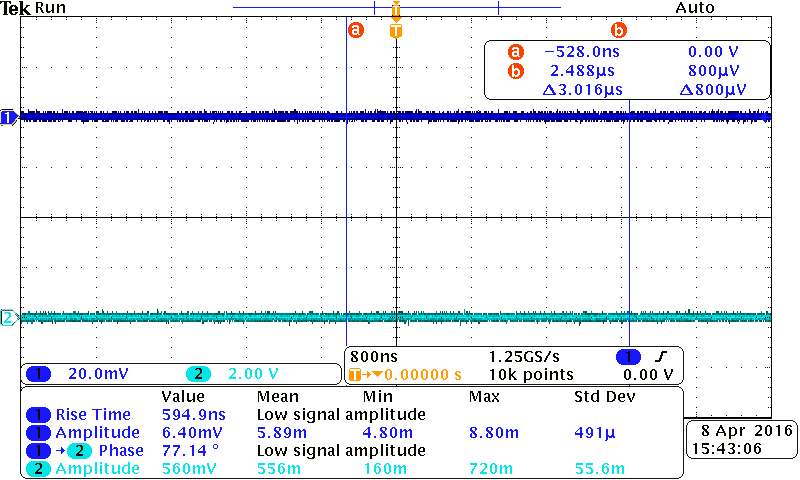 Tek Run Auto
T
a T b
a −528.0ns 0.00 V
b 2.488µs 800µV
Δ3.016µs Δ800µV
1
2
1 20.0mV 2 2.00 V
800ns 1.25GS/s 1
T→▼0.00000 s 10k points 0.00 V
Value Mean Min Max Std Dev
1 Rise Time 594.9ns Low signal amplitude
1 Amplitude 6.40mV 5.89m 4.80m 8.80m 491µ
1 → 2 Phase 77.14 ° Low signal amplitude
2 Amplitude 560mV 556m 160m 720m 55.6m
8 Apr 2016
15:43:06